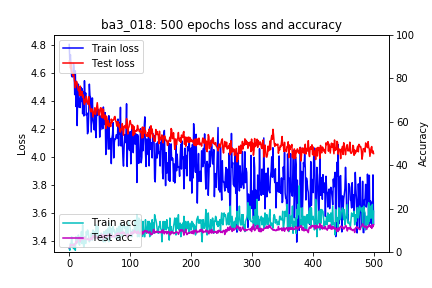 ba3_018: 500 epochs loss and accuracy
Train loss
Test loss
Train acc
Test acc
Loss
4.8
4.6
4.4
4.2
4.0
3.8
3.6
3.4
0
100
200
300
400
500
100
80
60
40
20
0
Accuracy